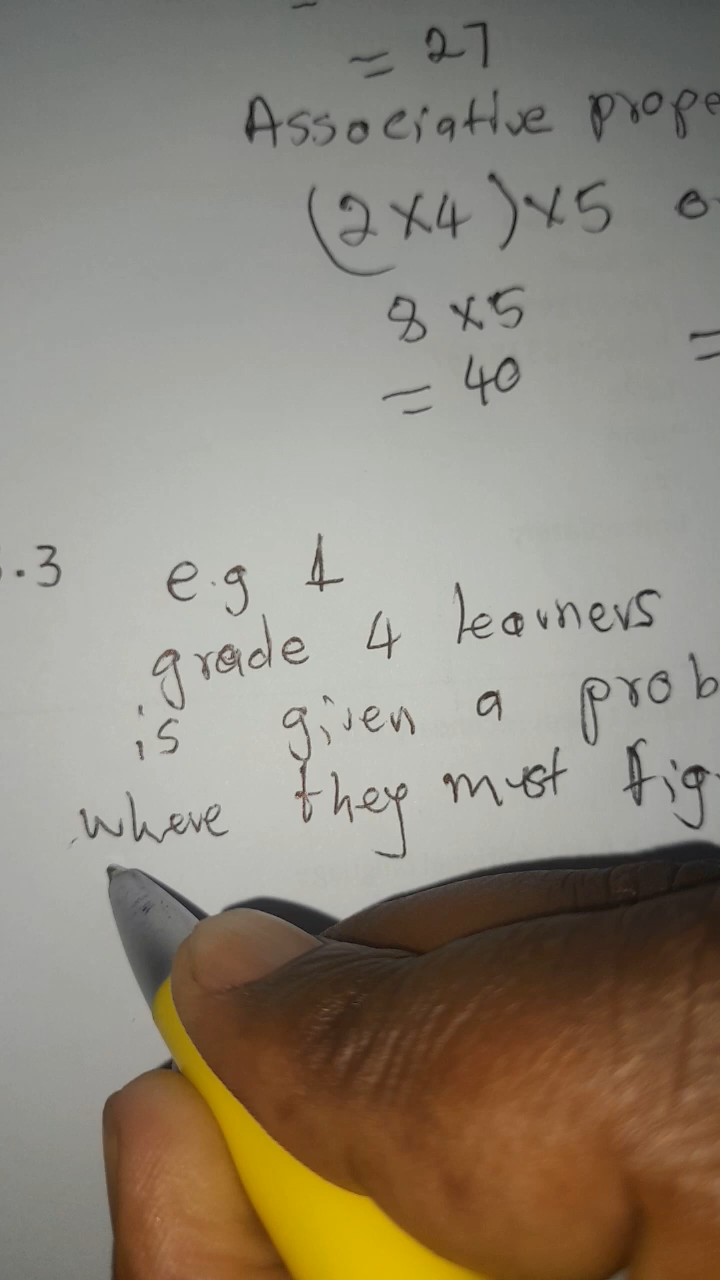 = 27
Associative prope
(2 × 4) × 5 o
8 × 5
= 40 =
.3 e.g 1
grade 4 learners
is given a prob
where they must fig